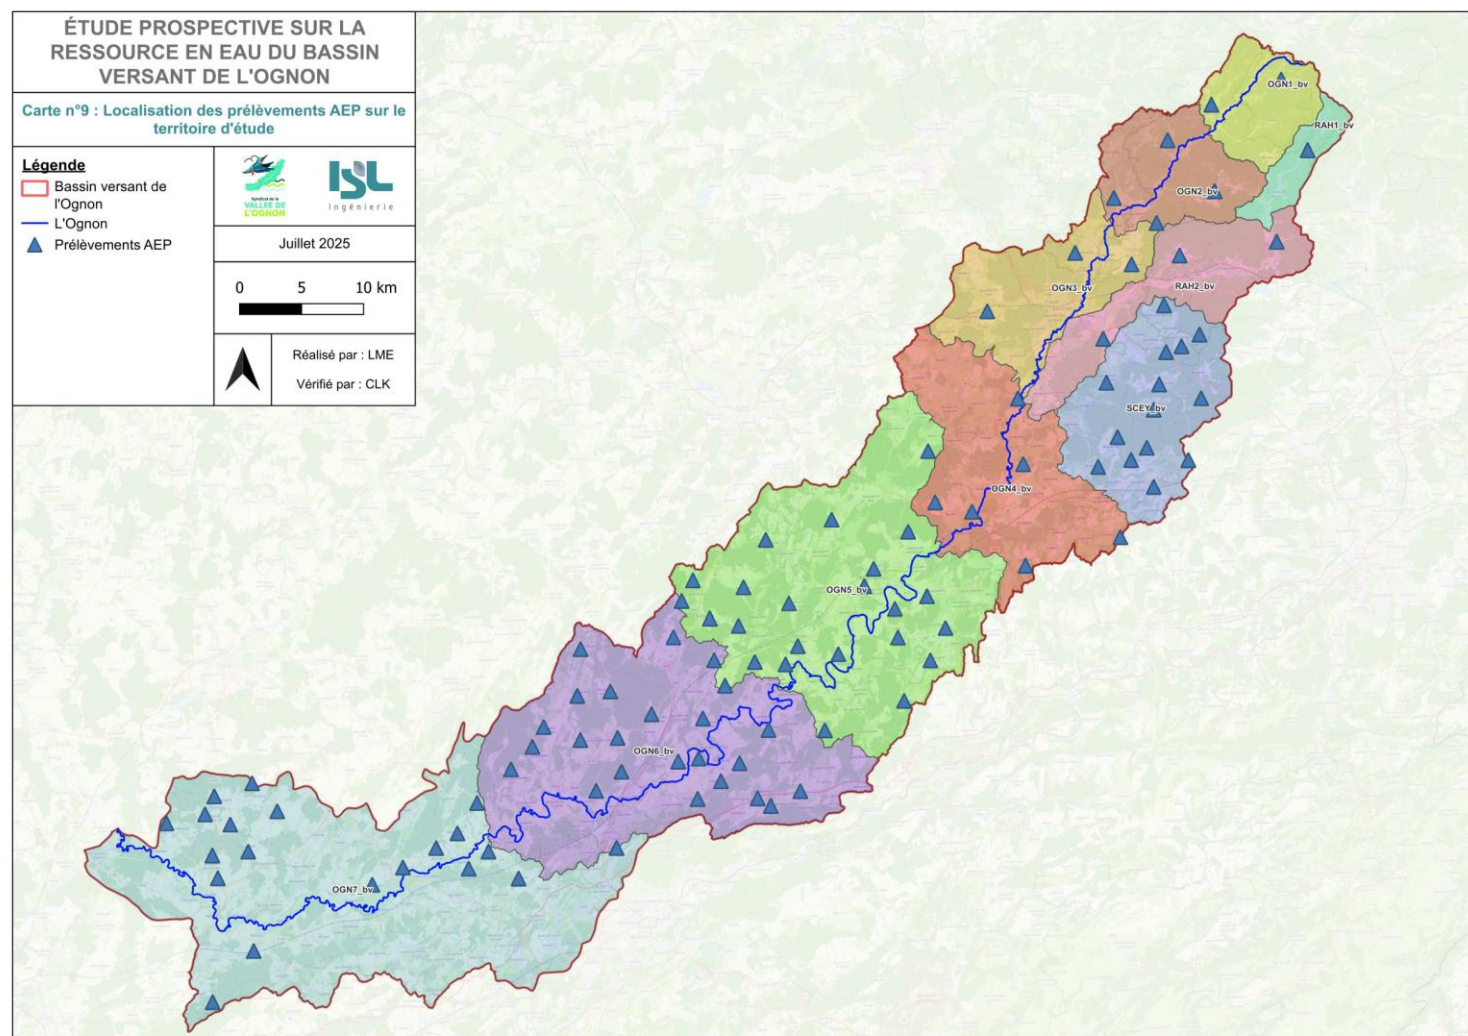 ÉTUDE PROSPECTIVE SUR LA
RESSOURCE EN EAU DU BASSIN
VERSANT DE L'OGNON
Carte n°9 : Localisation des prélèvements AEP sur le
territoire d'étude
Légende
Bassin versant de
l'Ognon
L'Ognon
Prélèvements AEP
Syndicat de la
VALLÉE DE
L'OGNON
ISL
Ingénierie
Juillet 2025
0 5 10 km
Réalisé par : LME
Vérifié par : CLK
OGN1_bv
RAH1_bv
OGN2_bv
RAH2_bv
OGN3_bv
SCEY_bv
OGN4_bv
OGN5_bv
OGN6_bv
OGN7_bv